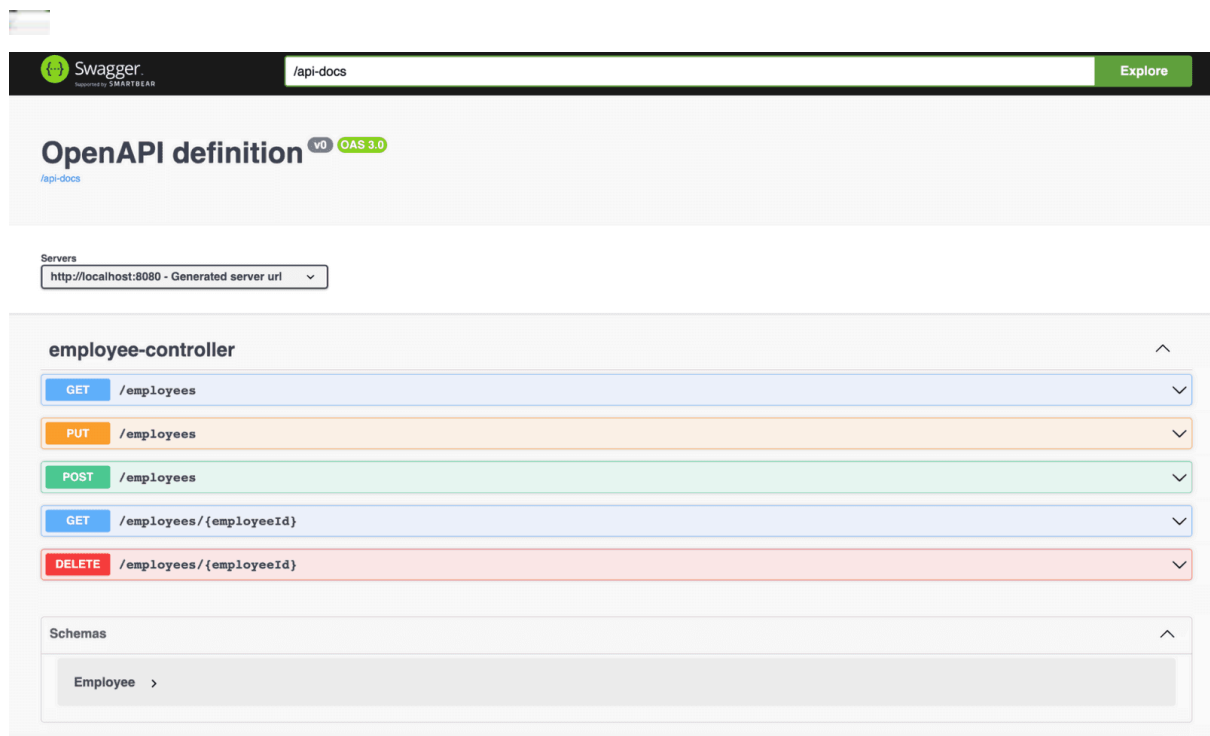 Swagger.
Supported by SMARTBEAR
/api-docs
Explore
OpenAPI definition v0 OAS 3.0
/api-docs
Servers
http://localhost:8080 - Generated server url
employee-controller
GET /employees
PUT /employees
POST /employees
GET /employees/{employeeId}
DELETE /employees/{employeeId}
Schemas
Employee